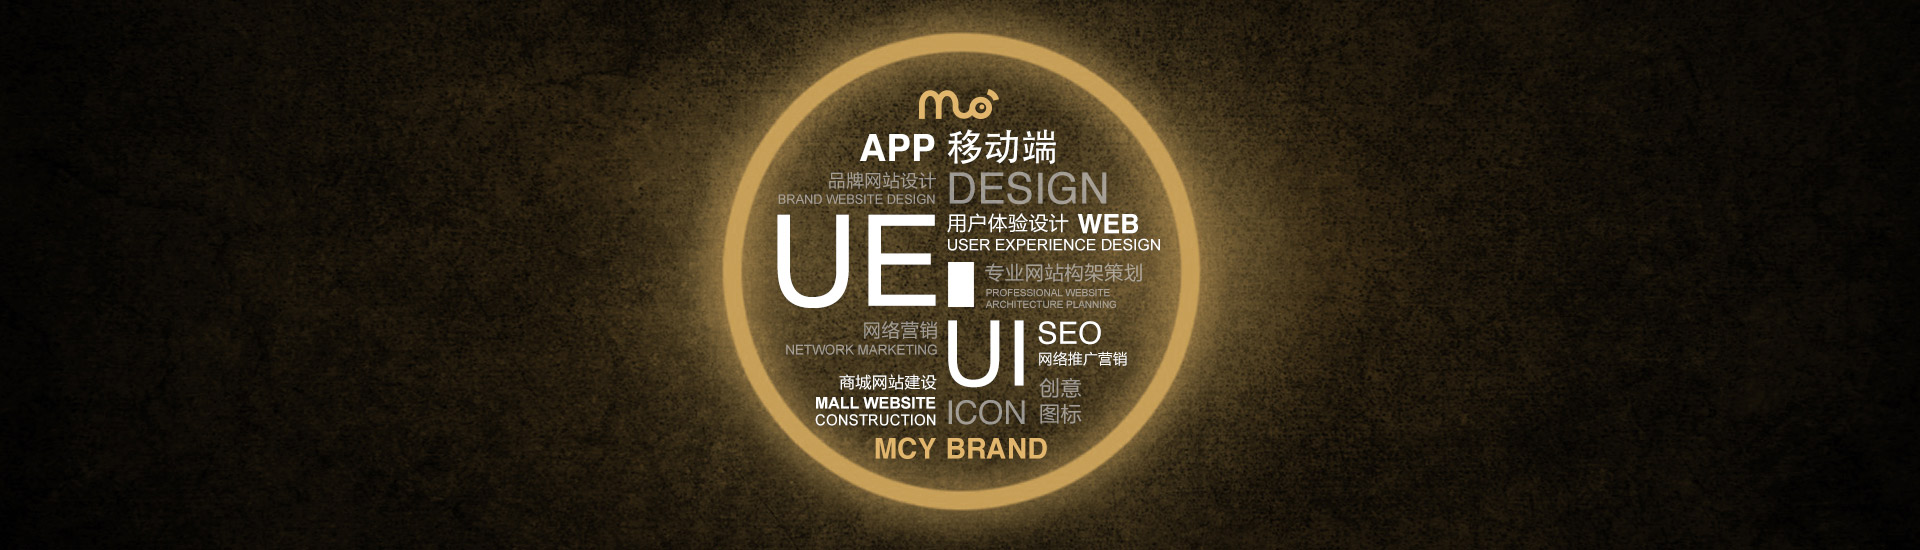 APP 移动端
品牌网站设计
BRAND WEBSITE DESIGN
DESIGN
UE
用户体验设计 WEB
USER EXPERIENCE DESIGN
专业网站构架策划
PROFESSIONAL WEBSITE
ARCHITECTURE PLANNING
网络营销
NETWORK MARKETING
UI
SEO
网络推广营销
商城网站建设
MALL WEBSITE
CONSTRUCTION
ICON
创意
图标
MCY BRAND